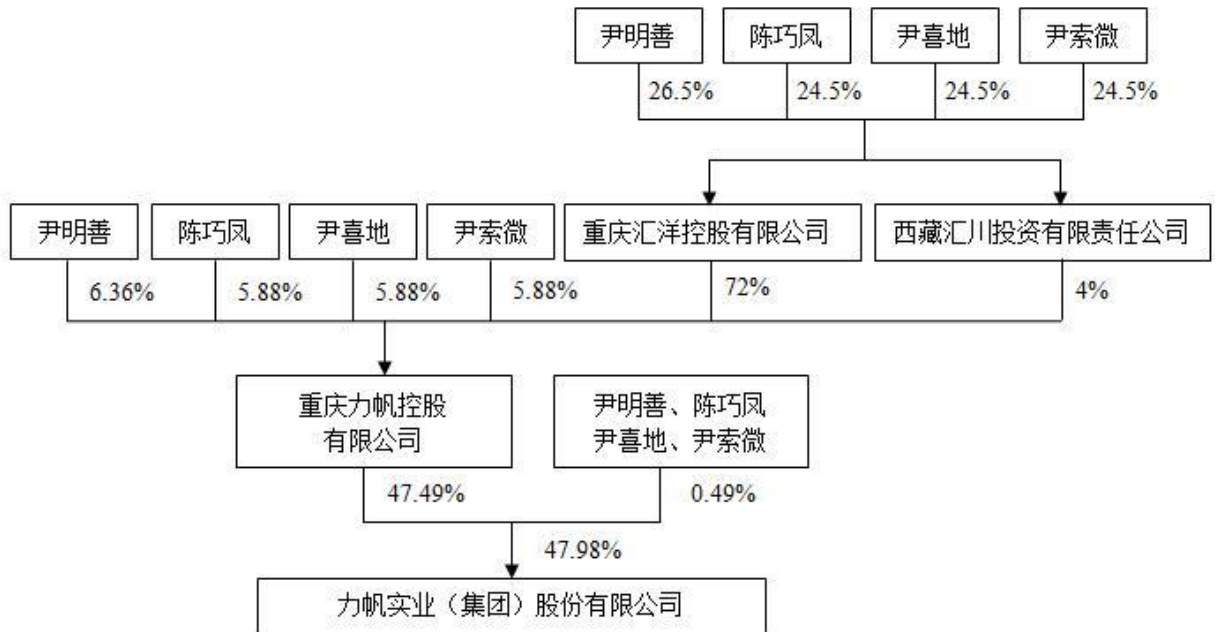 尹明善 陈巧凤 尹喜地 尹索微
26.5% 24.5% 24.5% 24.5%
尹明善 陈巧凤 尹喜地 尹索微 重庆汇洋控股有限公司 西藏汇川投资有限责任公司
6.36% 5.88% 5.88% 5.88% 72% 4%
重庆力帆控股
有限公司
尹明善、陈巧凤
尹喜地、尹索微
47.49% 0.49%
47.98%
力帆实业（集团）股份有限公司